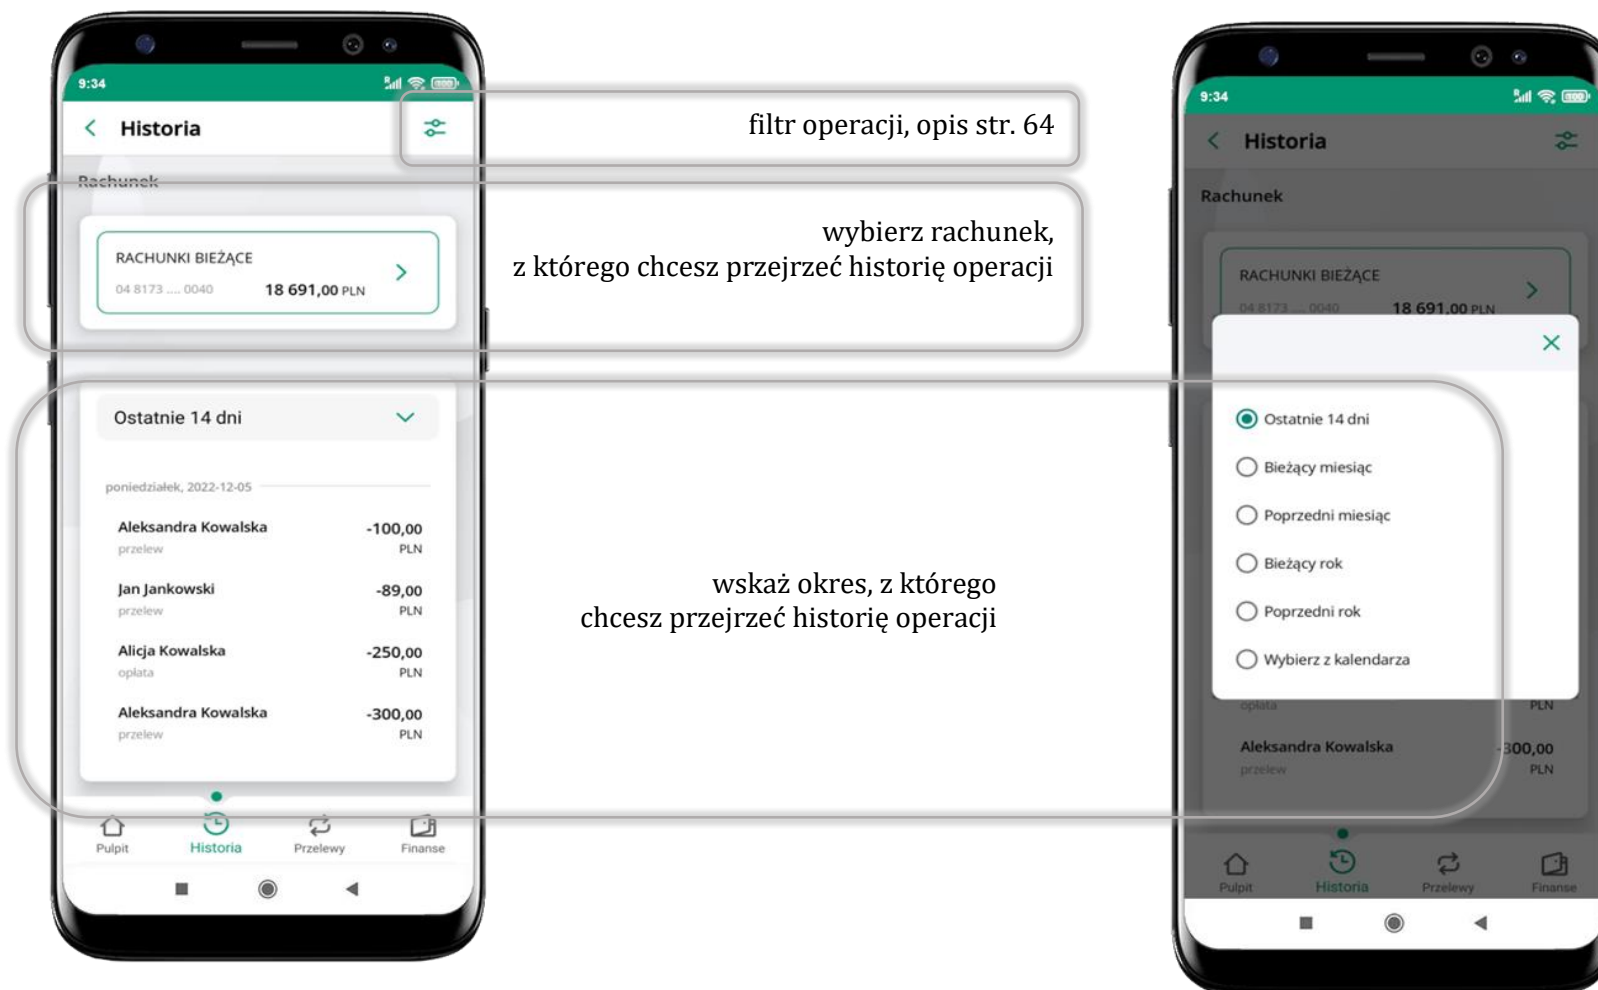 9:34
Historia
Rachunek
RACHUNKI BIEŻĄCE
04 8173 .... 0040 18 691,00 PLN
Ostatnie 14 dni
poniedziałek, 2022-12-05
Aleksandra Kowalska -100,00
przelew PLN
Jan Jankowski -89,00
przelew PLN
Alicja Kowalska -250,00
opłata PLN
Aleksandra Kowalska -300,00
przelew PLN
Pulpit Historia Przelewy Finanse
filtr operacji, opis str. 64
wybierz rachunek,
z którego chcesz przejrzeć historię operacji
wskaż okres, z którego
chcesz przejrzeć historię operacji
9:34
Historia
Rachunek
RACHUNKI BIEŻĄCE
04 8173 .... 0040 18 691,00 PLN
Ostatnie 14 dni
Bieżący miesiąc
Poprzedni miesiąc
Bieżący rok
Poprzedni rok
Wybierz z kalendarza
opłata PLN
Aleksandra Kowalska -300,00
przelew PLN
Pulpit Historia Przelewy Finanse